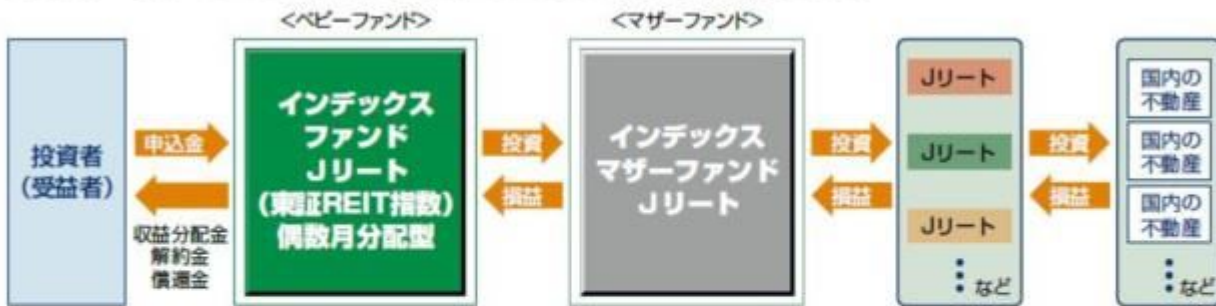 <ベビーファンド>
<マザーファンド>
投資者
(受益者)
申込金
収益分配金
解約金
償還金
インデックス
ファンド
Jリート
(東証REIT指数)
偶数月分配型
投資
損益
インデックス
マザーファンド
Jリート
投資
損益
Jリート
Jリート
Jリート
など
投資
損益
国内の
不動産
国内の
不動産
国内の
不動産
など